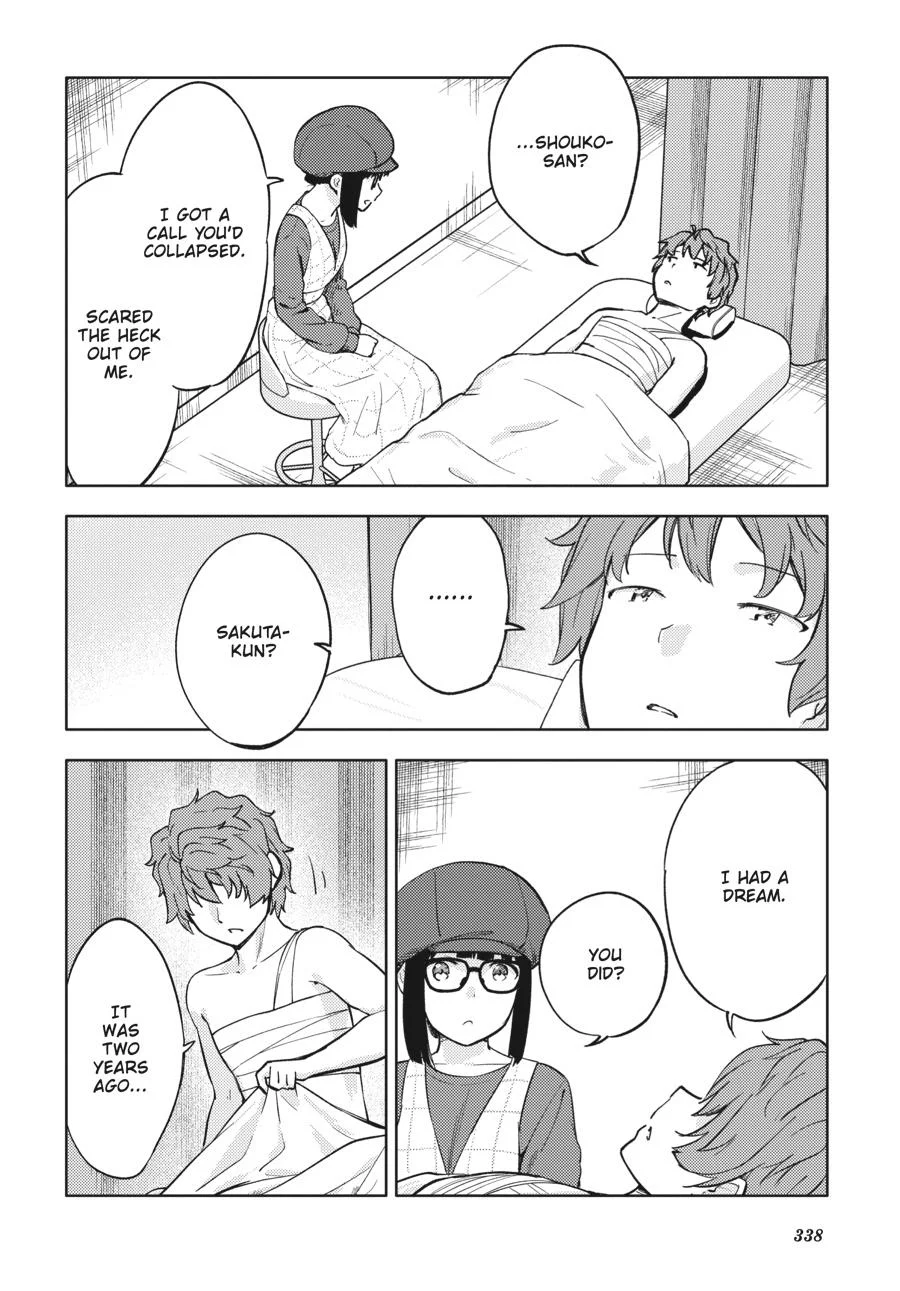 ...SHOUKO-
SAN?
I GOT A
CALL YOU'D
COLLAPSED.
SCARED
THE HECK
OUT OF
ME.
......
SAKUTA-
KUN?
I HAD A
DREAM.
YOU
DID?
IT
WAS
TWO
YEARS
AGO...
338